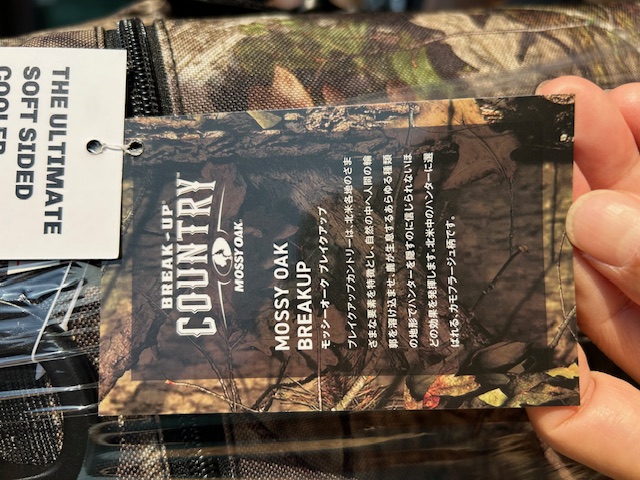 THE ULTIMATE
SOFT SIDED
COOLER
BREAK-UP
COUNTRY™
MOSSY OAK®
MOSSY OAK
BREAKUP
モッシーオーク ブレイクアップ
ブレイクアップカントリーは、北米各地のさま
ざまな要素を特徴とし、自然の中へ人間の輪
郭を溶け込ませ、鹿が生息するあらゆる種類
の地形でハンターを隠すのに信じられないほ
どの効果を発揮します。北米中のハンターに選
ばれる、カモフラージュ柄です。